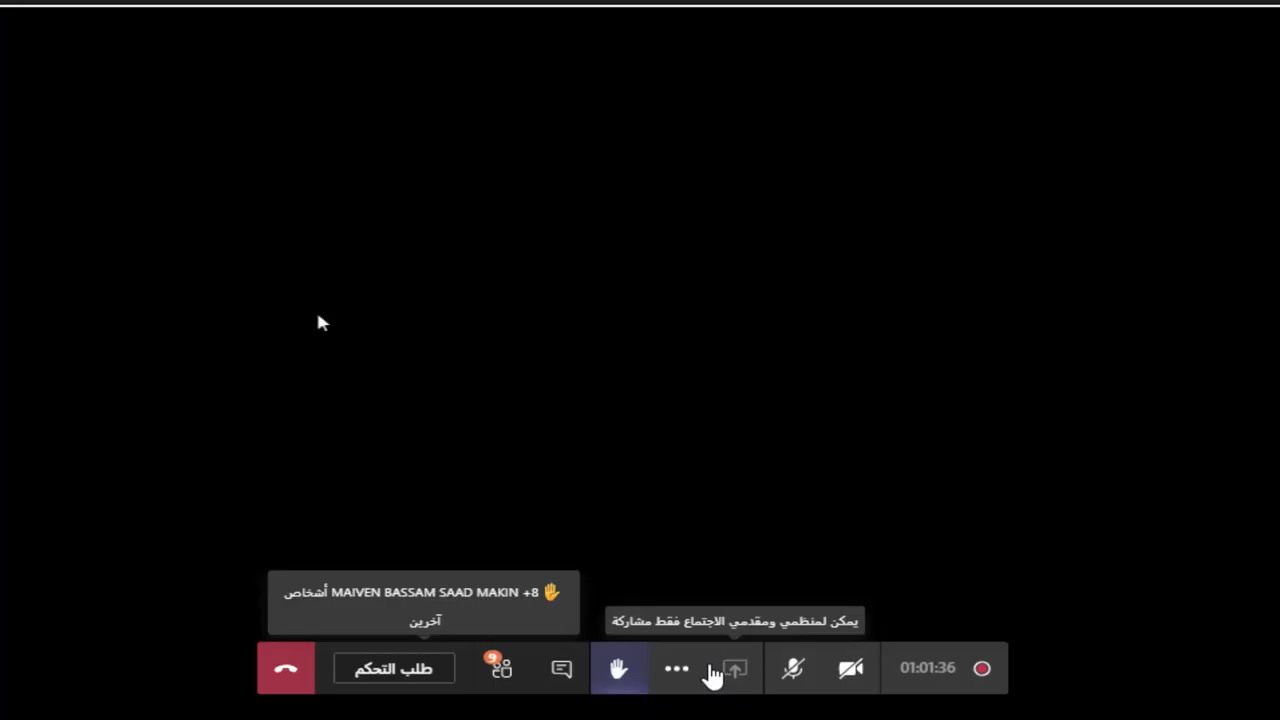 ✋ MAIVEN BASSAM SAAD MAKIN +8 أشخاص
آخرين
يمكن لمنظمي ومقدمي الاجتماع فقط مشاركة
01:01:36
9
طلب التحكم